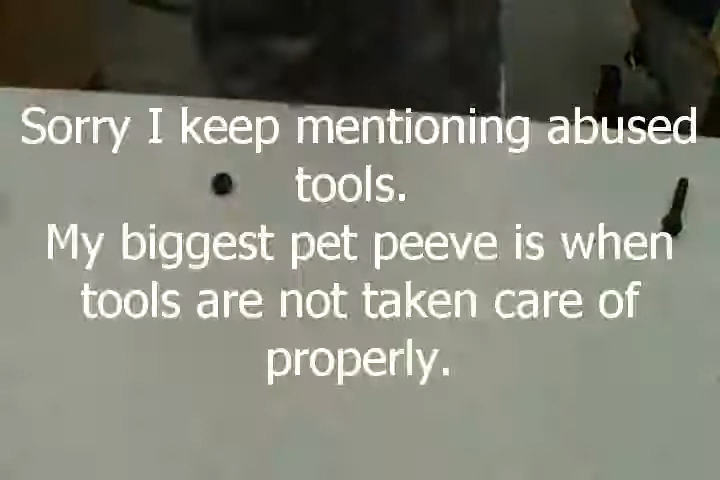 Sorry I keep mentioning abused
tools.
My biggest pet peeve is when
tools are not taken care of
properly.